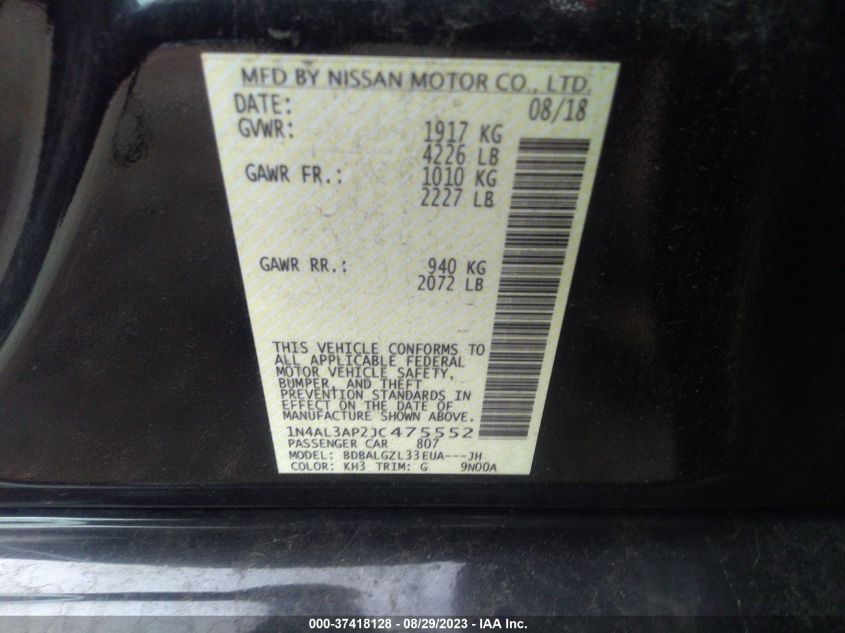 MFD BY NISSAN MOTOR CO., LTD.
DATE: 08/18
GVWR: 1917 KG
4226 LB
GAWR FR.: 1010 KG
2227 LB
GAWR RR.: 940 KG
2072 LB
THIS VEHICLE CONFORMS TO
ALL APPLICABLE FEDERAL
MOTOR VEHICLE SAFETY,
BUMPER, AND THEFT
PREVENTION STANDARDS IN
EFFECT ON THE DATE OF
MANUFACTURE SHOWN ABOVE.
1N4AL3AP2JC475552
PASSENGER CAR 807
MODEL: BDBALGZL33EUA---JH
COLOR: KH3 TRIM: G 9N00A
000-37418128 - 08/29/2023 - IAA Inc.